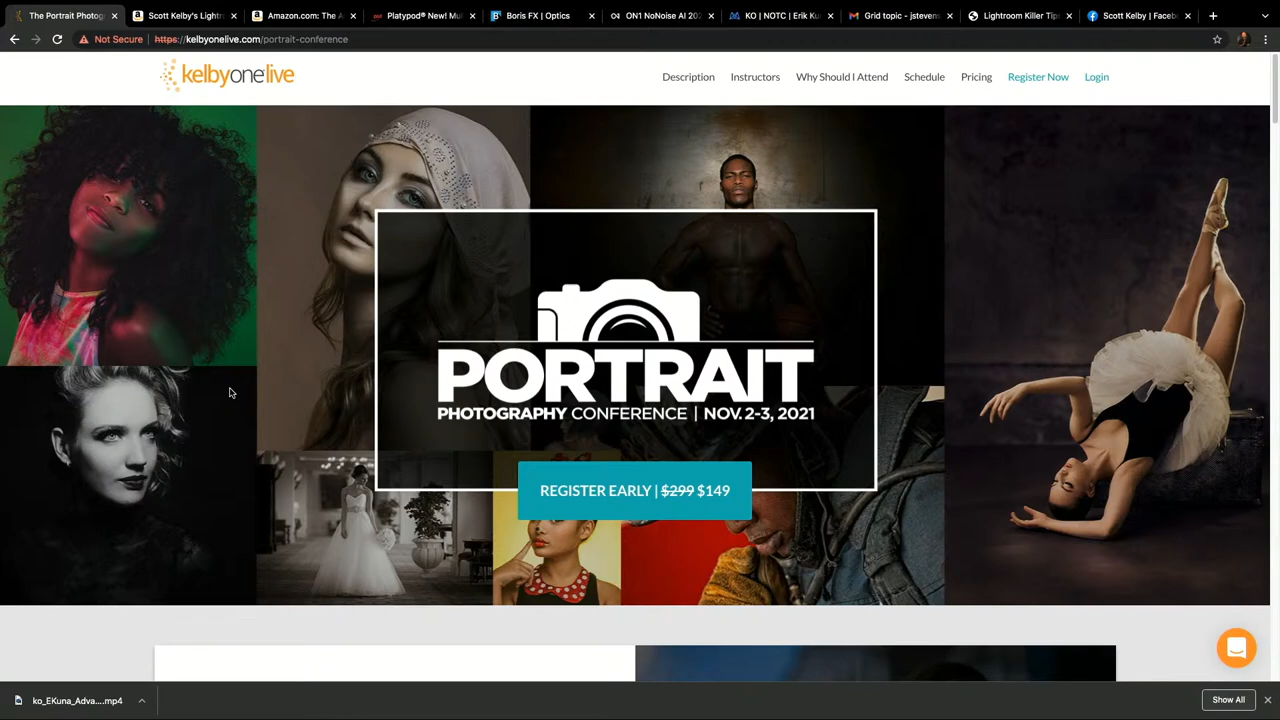 The Portrait Photog
Scott Kelby's Lightr
Amazon.com: The A
Platypod® New! Mu
Boris FX | Optics
ON1 NoNoise AI 202
KO | NOTC | Erik Ku
Grid topic - jstevens
Lightroom Killer Tips
Scott Kelby | Faceb
Not Secure
https://kelbyonelive.com/portrait-conference
kelbyonelive
Description
Instructors
Why Should I Attend
Schedule
Pricing
Register Now
Login
PORTRAIT
PHOTOGRAPHY CONFERENCE | NOV. 2-3, 2021
REGISTER EARLY | $299 $149
ko_EKuna_Adva....mp4
Show All